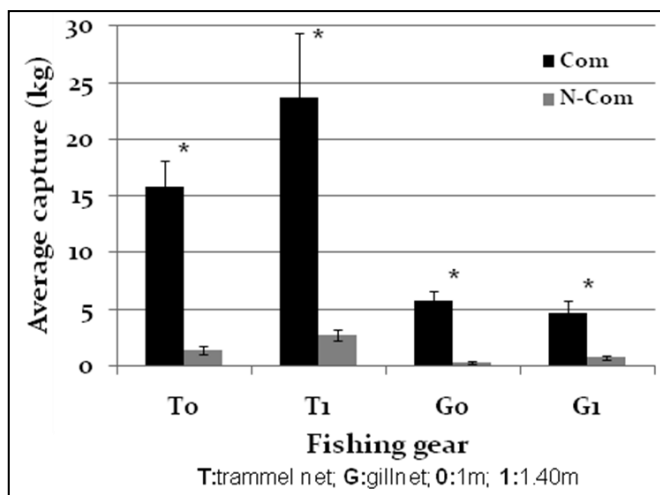 30
25
20
15
10
5
0
Average capture (kg)
*
*
*
*
Com
N-Com
To T1 Go G1
Fishing gear
T:trammel net; G:gillnet; 0:1m; 1:1.40m